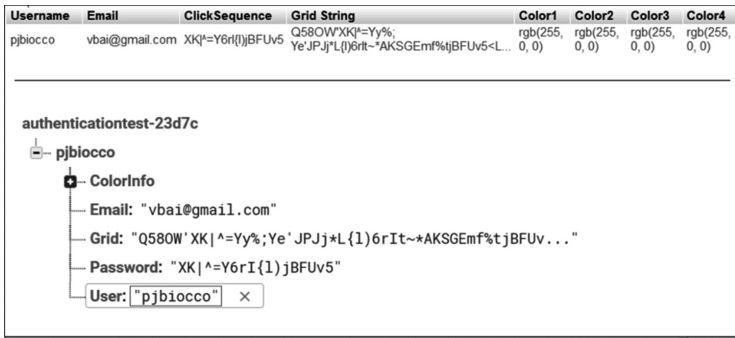 Username Email ClickSequence Grid String Color1 Color2 Color3 Color4
pjbiocco vbai@gmail.com XK|^=Y6rI{l)jBFUv5 Q58OW'XK|^=Yy%; rgb(255, rgb(255, rgb(255, rgb(255,
Ye'JPJj*L{l)6rIt~*AKSGEmf%tjBFUv5<L... 0, 0) 0, 0) 0, 0) 0, 0)
authenticationtest-23d7c
pjbiocco
ColorInfo
Email: "vbai@gmail.com"
Grid: "Q58OW'XK|^=Yy%;Ye'JPJj*L{l)6rIt~*AKSGEmf%tjBFUv..."
Password: "XK|^=Y6rI{l)jBFUv5"
User: "pjbiocco" ×